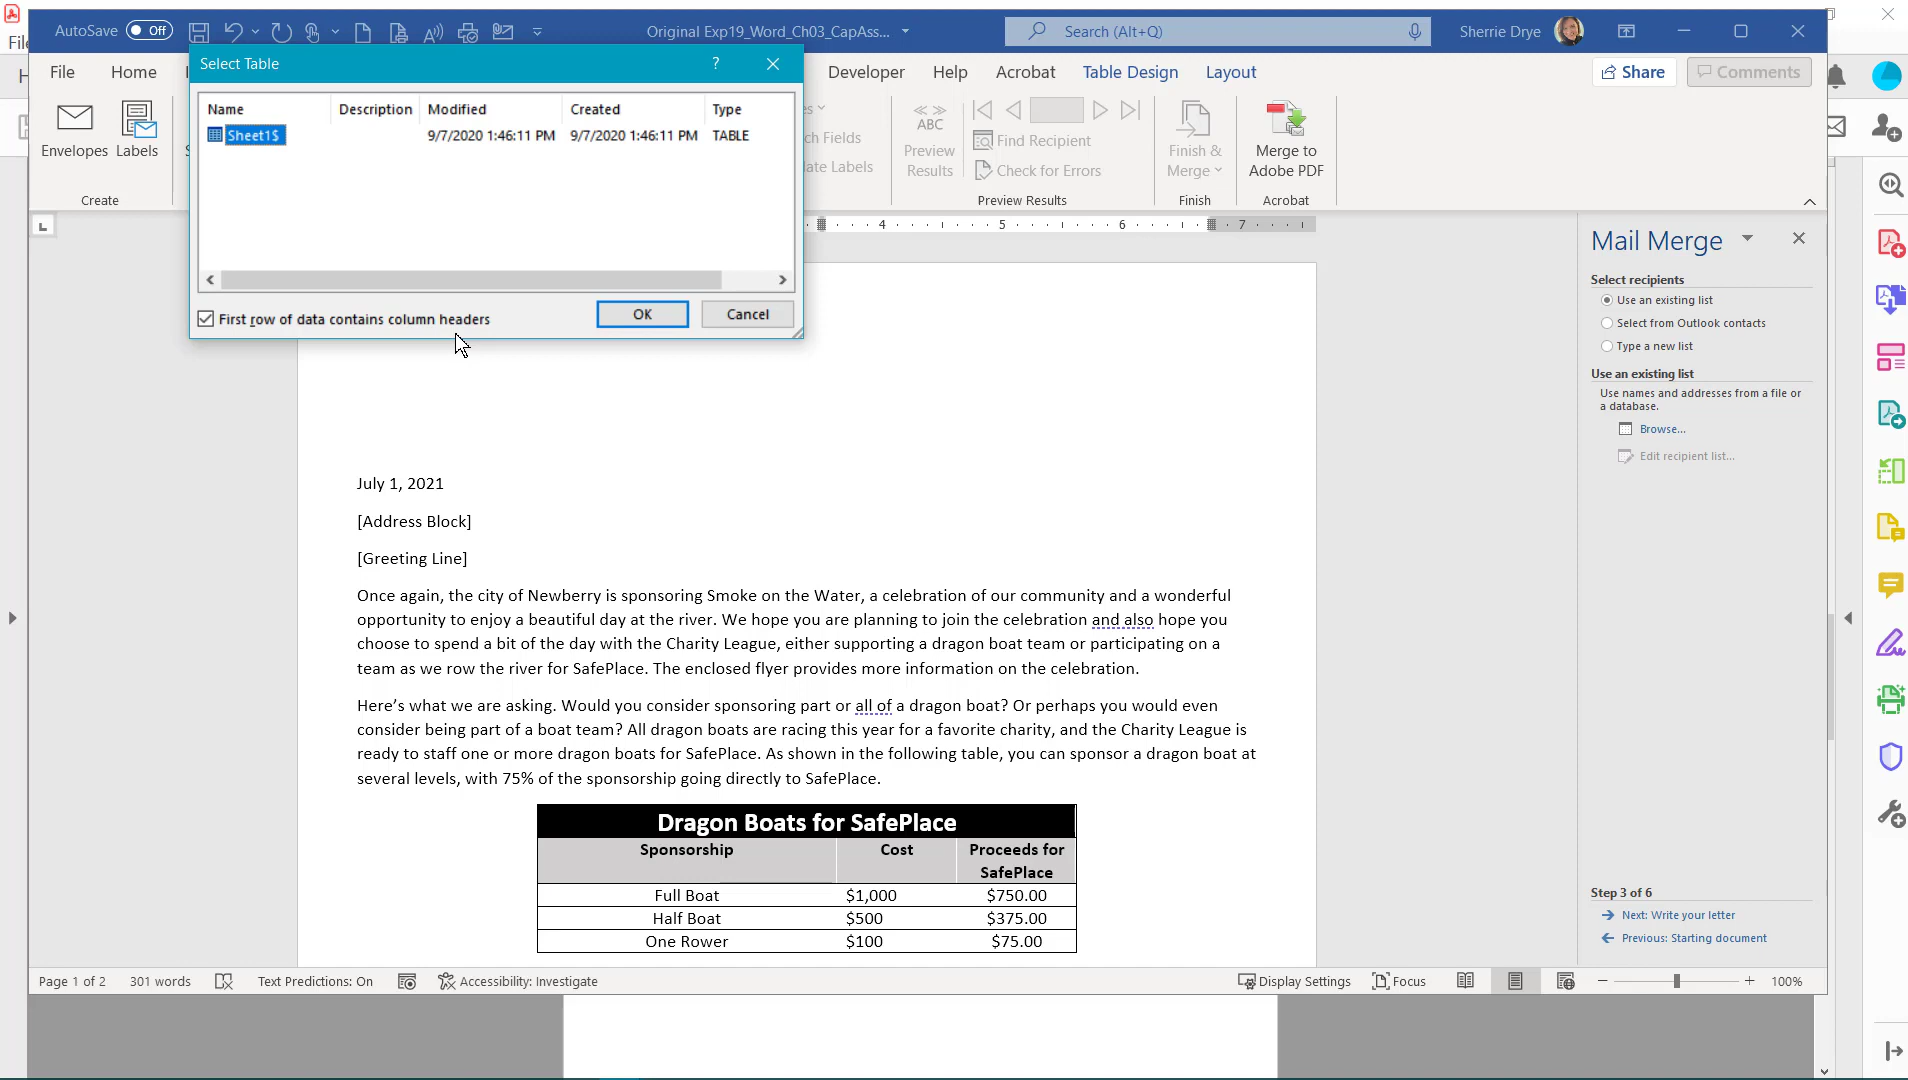 AutoSave
Off
Original Exp19_Word_Ch03_CapAss...
Search (Alt+Q)
Sherrie Drye
File
Home
Developer
Help
Acrobat
Table Design
Layout
Share
Comments
Select Table
?
Name
Description
Modified
Created
Type
Sheet1$
9/7/2020 1:46:11 PM
9/7/2020 1:46:11 PM
TABLE
First row of data contains column headers
OK
Cancel
Envelopes
Labels
Create
ch Fields
ate Labels
ABC
Preview
Results
Find Recipient
Check for Errors
Preview Results
Finish &
Merge
Finish
Merge to
Adobe PDF
Acrobat
4
5
6
7
July 1, 2021
[Address Block]
[Greeting Line]
Once again, the city of Newberry is sponsoring Smoke on the Water, a celebration of our community and a wonderful
opportunity to enjoy a beautiful day at the river. We hope you are planning to join the celebration and also hope you
choose to spend a bit of the day with the Charity League, either supporting a dragon boat team or participating on a
team as we row the river for SafePlace. The enclosed flyer provides more information on the celebration.
Here’s what we are asking. Would you consider sponsoring part or all of a dragon boat? Or perhaps you would even
consider being part of a boat team? All dragon boats are racing this year for a favorite charity, and the Charity League is
ready to staff one or more dragon boats for SafePlace. As shown in the following table, you can sponsor a dragon boat at
several levels, with 75% of the sponsorship going directly to SafePlace.
Dragon Boats for SafePlace
Sponsorship
Cost
Proceeds for
SafePlace
Full Boat
$1,000
$750.00
Half Boat
$500
$375.00
One Rower
$100
$75.00
Mail Merge
Select recipients
Use an existing list
Select from Outlook contacts
Type a new list
Use an existing list
Use names and addresses from a file or
a database.
Browse...
Edit recipient list...
Step 3 of 6
Next: Write your letter
Previous: Starting document
Page 1 of 2
301 words
Text Predictions: On
Accessibility: Investigate
Display Settings
Focus
100%